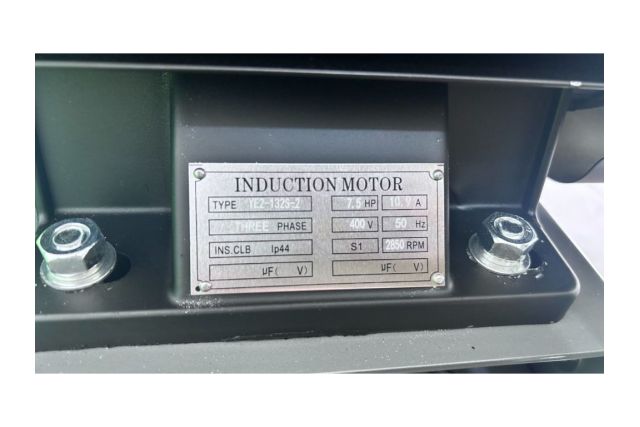 INDUCTION MOTOR
TYPE YE2-132S-2 7.5 HP A
THREE PHASE 400 V 50 Hz
INS.CLB Ip44 S1 2850 RPM
μF( V) μF( V)